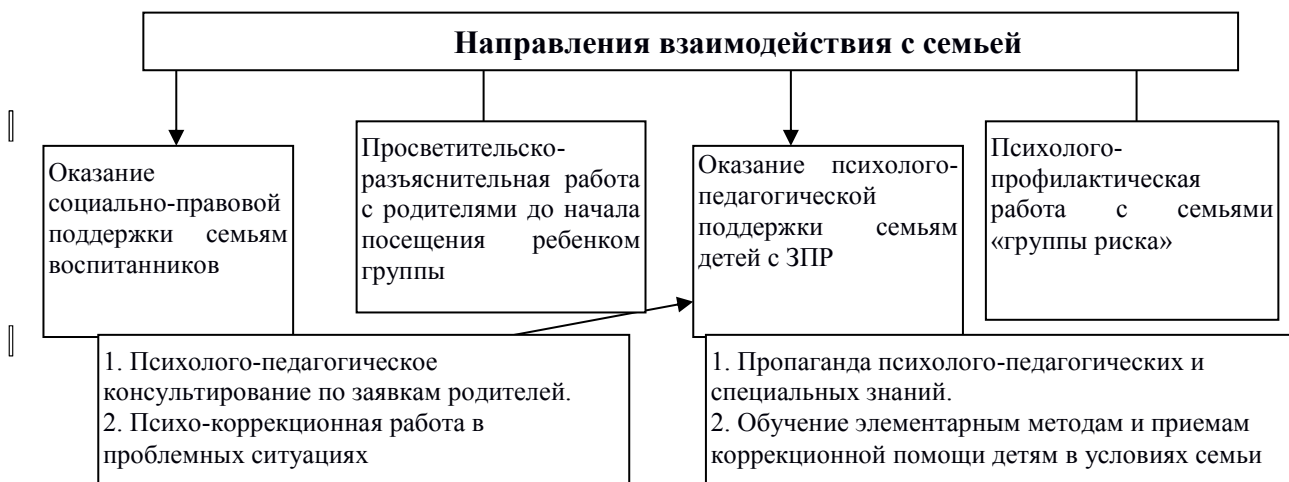 Направления взаимодействия с семьей
Оказание
социально-правовой
поддержки семьям
воспитанников
Просветительско-
разъяснительная работа
с родителями до начала
посещения ребенком
группы
Оказание психолого-
педагогической
поддержки семьям
детей с ЗПР
Психолого-
профилактическая
работа с семьями
«группы риска»
1. Психолого-педагогическое
консультирование по заявкам родителей.
2. Психо-коррекционная работа в
проблемных ситуациях
1. Пропаганда психолого-педагогических и
специальных знаний.
2. Обучение элементарным методам и приемам
коррекционной помощи детям в условиях семьи